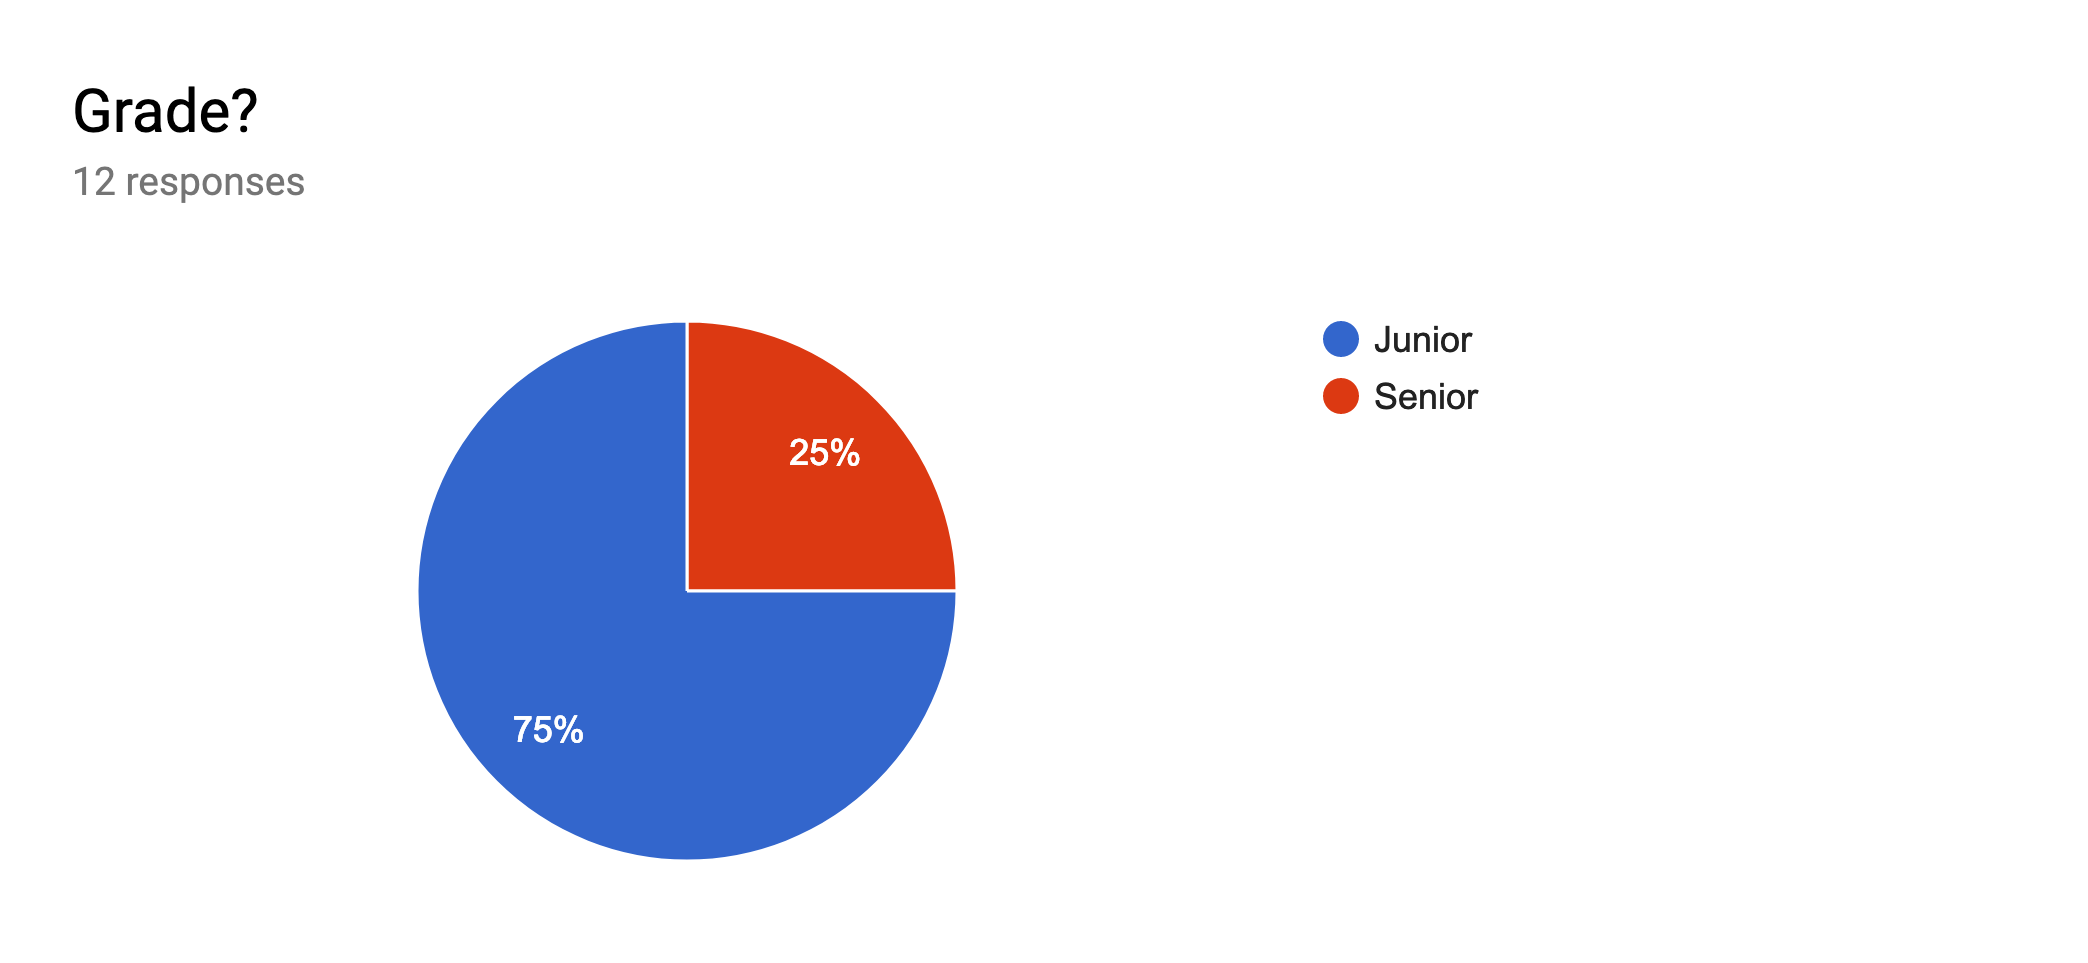 Grade?
12 responses
Junior
Senior
25%
75%